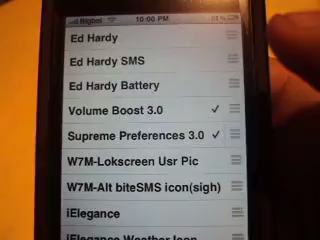 Bigbel 10:00 PM
Ed Hardy
Ed Hardy SMS
Ed Hardy Battery
Volume Boost 3.0
Supreme Preferences 3.0
W7M-Lokscreen Usr Pic
W7M-Alt biteSMS icon(sigh)
iElegance
iElegance Weather Icon